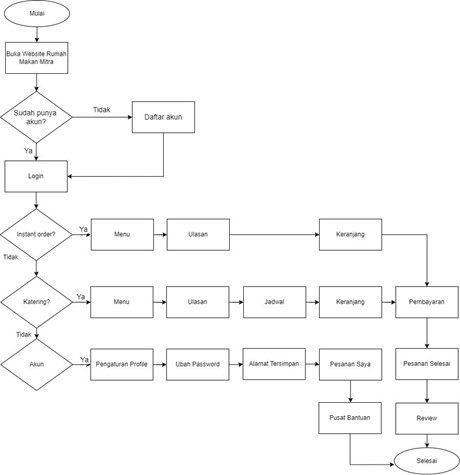 Mulai
Buka Website Rumah
Makan Mitra
Sudah punya
akun?
Tidak
Daftar akun
Ya
Login
Instant order?
Ya
Menu
Ulasan
Keranjang
Tidak
Katering?
Ya
Menu
Ulasan
Jadwal
Keranjang
Pembayaran
Tidak
Akun
Ya
Pengaturan Profile
Ubah Password
Alamat Tersimpan
Pesanan Saya
Pesanan Selesai
Pusat Bantuan
Review
Selesai